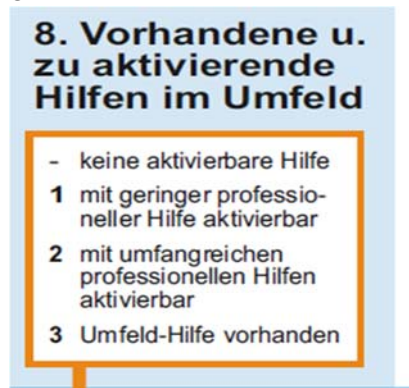 8. Vorhandene u.
zu aktivierende
Hilfen im Umfeld
- keine aktivierbare Hilfe
1 mit geringer professio-
neller Hilfe aktivierbar
2 mit umfangreichen
professionellen Hilfen
aktivierbar
3 Umfeld-Hilfe vorhanden